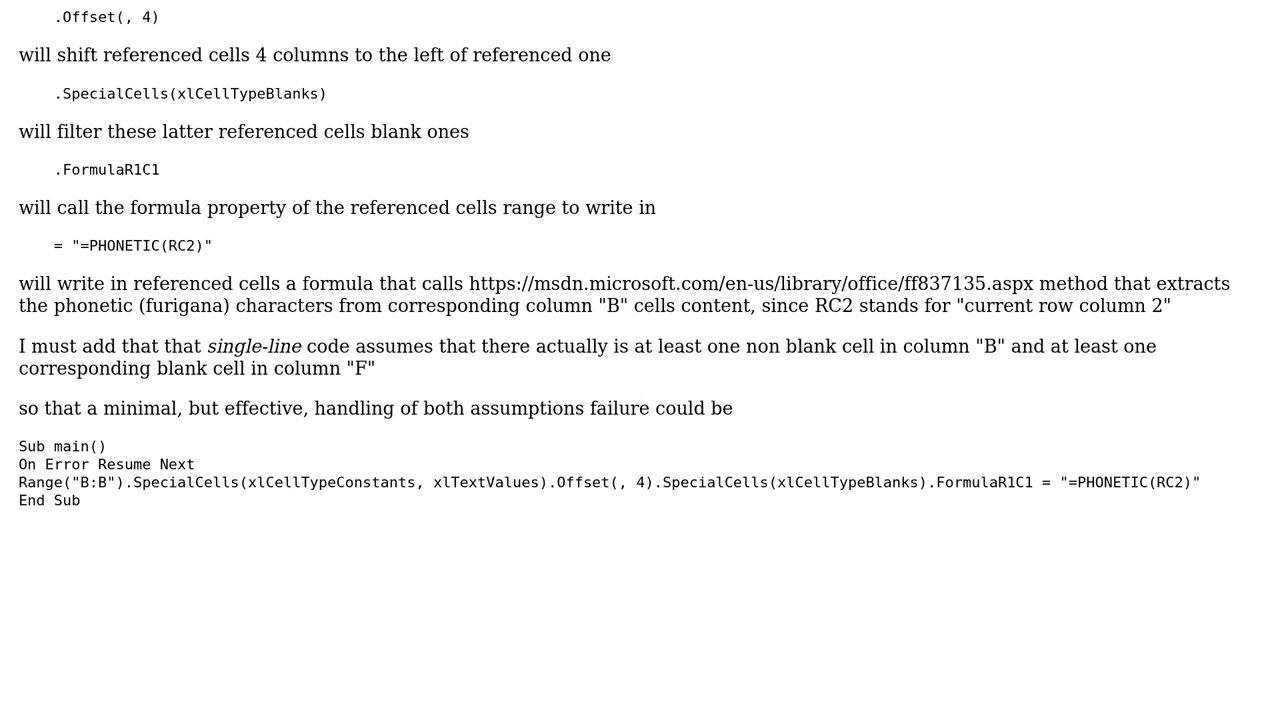 .Offset(, 4)
will shift referenced cells 4 columns to the left of referenced one
.SpecialCells(xlCellTypeBlanks)
will filter these latter referenced cells blank ones
.FormulaR1C1
will call the formula property of the referenced cells range to write in
= "=PHONETIC(RC2)"
will write in referenced cells a formula that calls https://msdn.microsoft.com/en-us/library/office/ff837135.aspx method that extracts
the phonetic (furigana) characters from corresponding column "B" cells content, since RC2 stands for "current row column 2"
I must add that that single-line code assumes that there actually is at least one non blank cell in column "B" and at least one
corresponding blank cell in column "F"
so that a minimal, but effective, handling of both assumptions failure could be
Sub main()
On Error Resume Next
Range("B:B").SpecialCells(xlCellTypeConstants, xlTextValues).Offset(, 4).SpecialCells(xlCellTypeBlanks).FormulaR1C1 = "=PHONETIC(RC2)"
End Sub